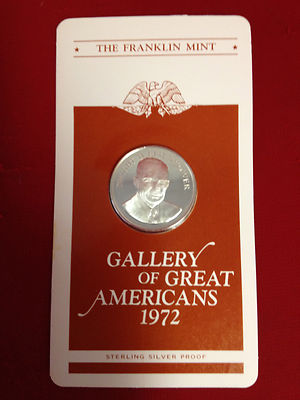 ★ THE FRANKLIN MINT ★
GALLERY
OF GREAT
AMERICANS
1972
STERLING SILVER PROOF